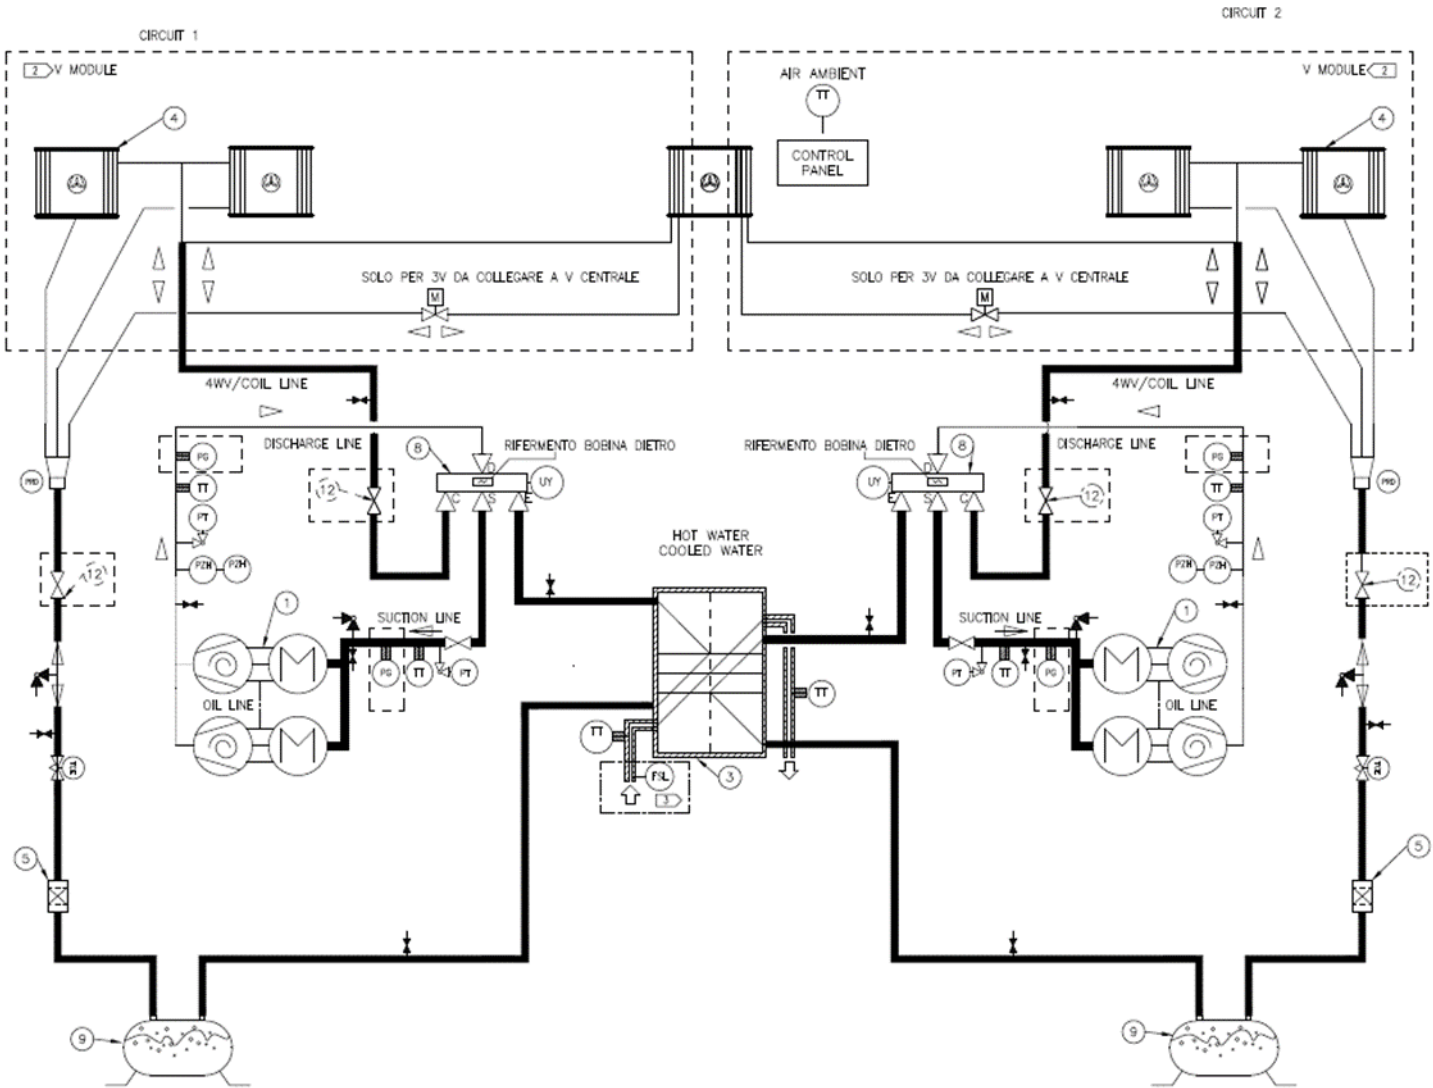 CIRCUIT 1
CIRCUIT 2
2 V MODULE
AIR AMBIENT
V MODULE 2
TT
4
4
CONTROL
PANEL
SOLO PER 3V DA COLLEGARE A V CENTRALE
SOLO PER 3V DA COLLEGARE A V CENTRALE
M
M
4WV/COIL LINE
4WV/COIL LINE
DISCHARGE LINE
8
RIFERMENTO BOBINA DIETRO
RIFERMENTO BOBINA DIETRO
8
DISCHARGE LINE
PG
PG
D
D
PRD
TT
12
UY
UY
12
TT
PRD
C S E
E S C
PT
PT
HOT WATER
COOLED WATER
PZH PZH
PZH PZH
12
12
1
SUCTION LINE
SUCTION LINE
1
M
M
PG TT PT
PT TT PG
OIL LINE
TT
OIL LINE
M
TT
M
FSL
3
3
5
5
9
9